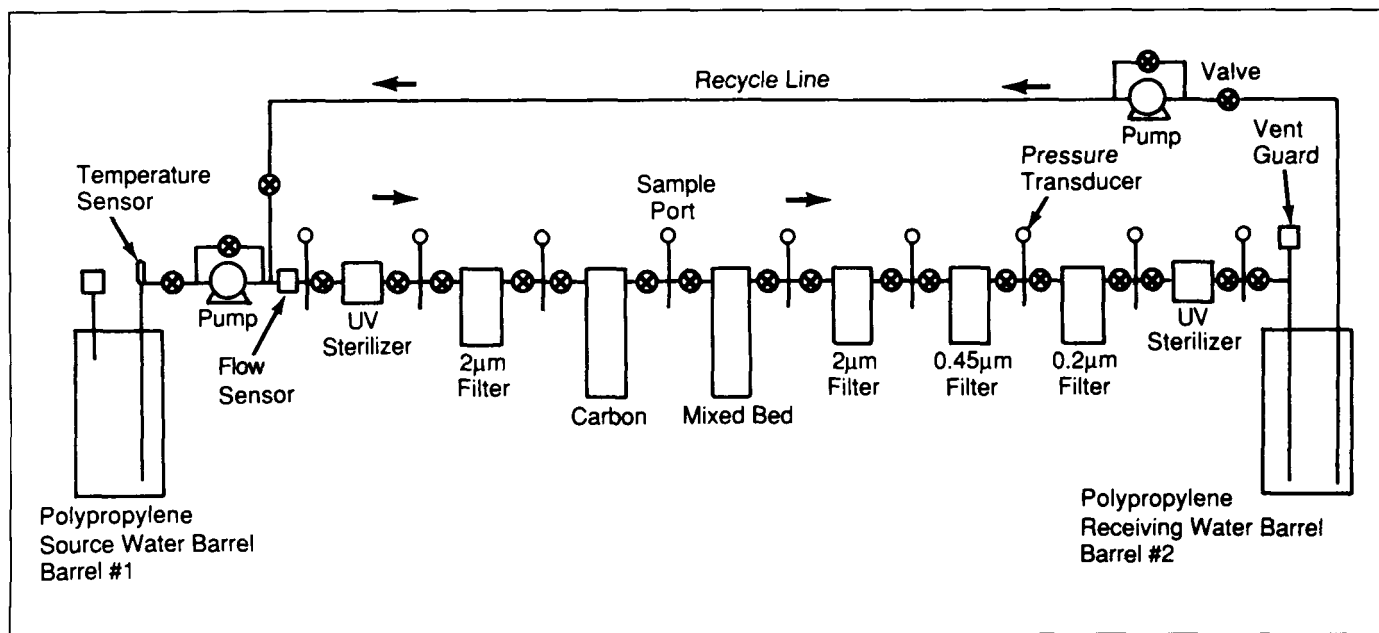 Recycle Line
Valve
Pump
Vent
Guard
Temperature
Sensor
Sample
Port
Pressure
Transducer
Pump
Flow
Sensor
UV
Sterilizer
2µm
Filter
Carbon
Mixed Bed
2µm
Filter
0.45µm
Filter
0.2µm
Filter
UV
Sterilizer
Polypropylene
Source Water Barrel
Barrel #1
Polypropylene
Receiving Water Barrel
Barrel #2